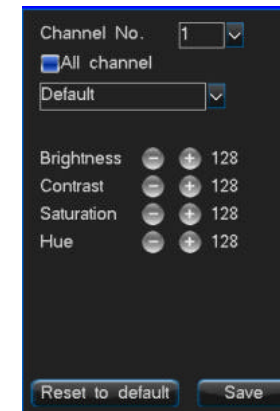 Channel No. 1
All channel
Default
Brightness - + 128
Contrast - + 128
Saturation - + 128
Hue - + 128
Reset to default Save